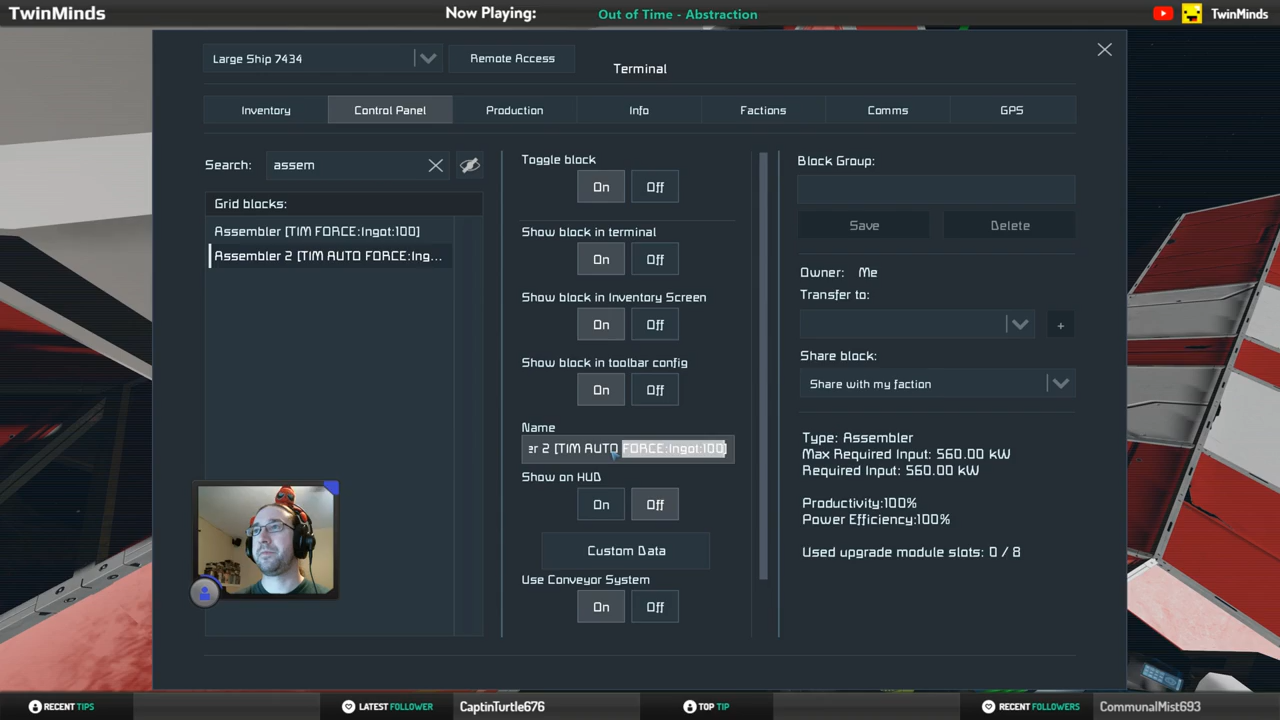 TwinMinds
Now Playing:
Out of Time - Abstraction
TwinMinds
Large Ship 7434
Remote Access
Terminal
Inventory
Control Panel
Production
Info
Factions
Comms
GPS
Search:
assem
Grid blocks:
Assembler [TIM FORCE:Ingot:100]
Assembler 2 [TIM AUTO FORCE:Ing...
Toggle block
On
Off
Show block in terminal
On
Off
Show block in Inventory Screen
On
Off
Show block in toolbar config
On
Off
Name
er 2 [TIM AUTO FORCE:Ingot:100]
Show on HUD
On
Off
Custom Data
Use Conveyor System
On
Off
Block Group:
Save
Delete
Owner: Me
Transfer to:
+
Share block:
Share with my faction
Type: Assembler
Max Required Input: 560.00 kW
Required Input: 560.00 kW
Productivity:100%
Power Efficiency:100%
Used upgrade module slots: 0 / 8
RECENT TIPS
LATEST FOLLOWER
CaptinTurtle676
TOP TIP
RECENT FOLLOWERS
CommunalMist693